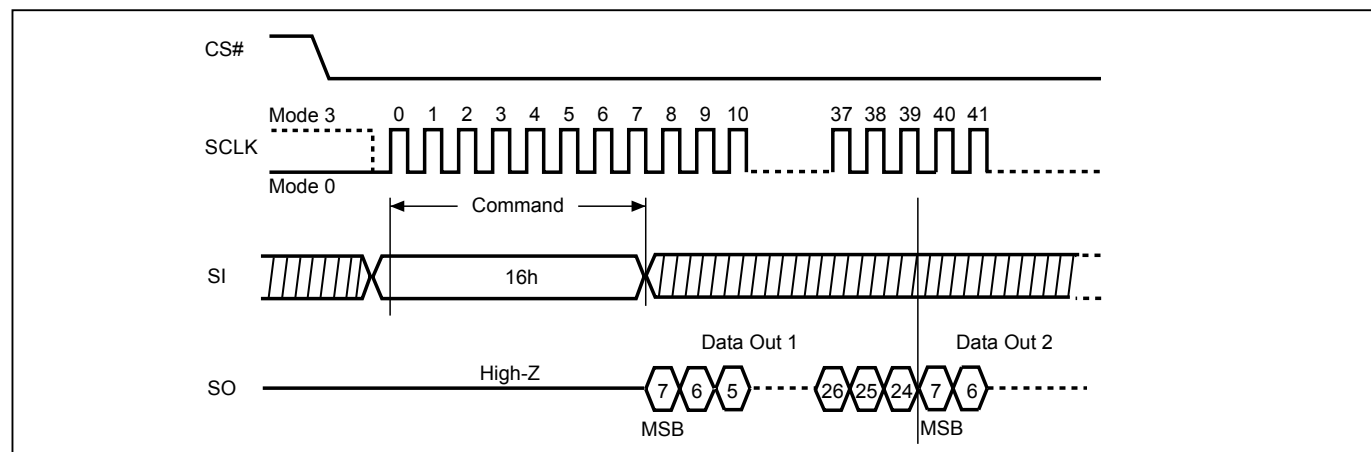 CS#
Mode 3
0 1 2 3 4 5 6 7 8 9 10 37 38 39 40 41
SCLK
Mode 0
Command
SI
16h
Data Out 1 Data Out 2
High-Z
SO
7 6 5 26 25 24 7 6
MSB MSB